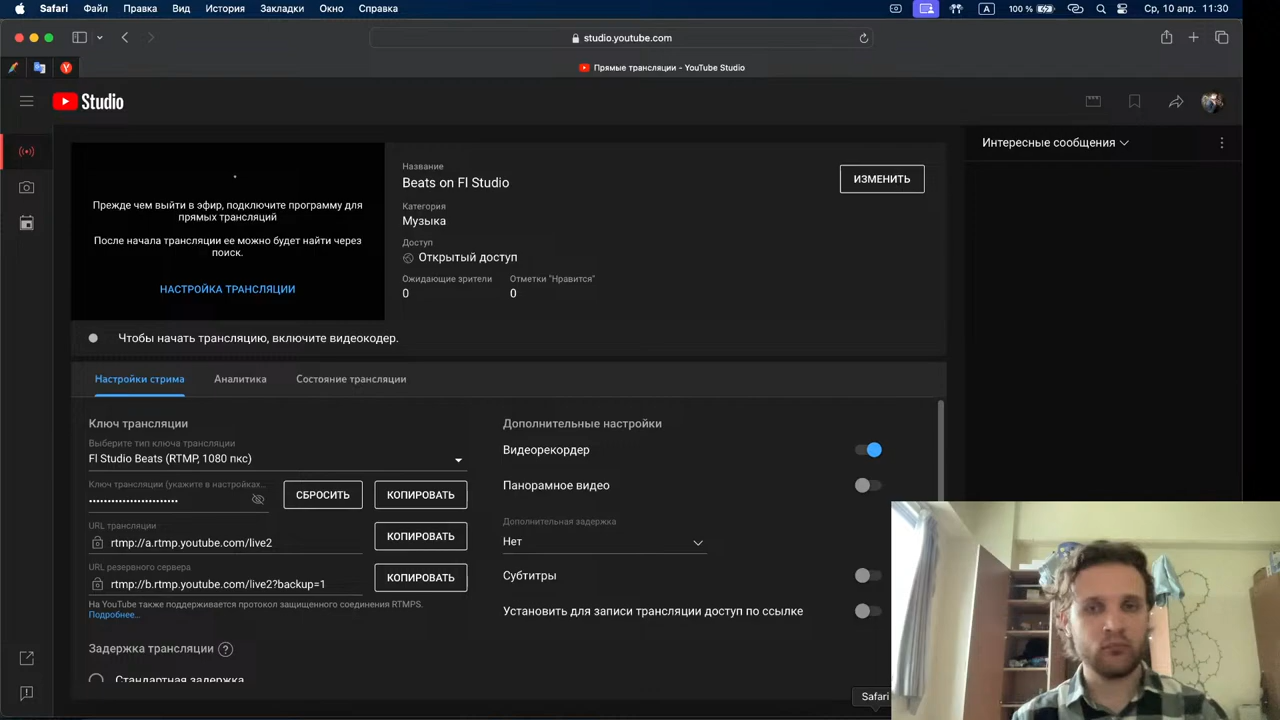 Safari Файл Правка Вид История Закладки Окно Справка A 100 % Ср, 10 апр. 11:30
studio.youtube.com
Прямые трансляции - YouTube Studio
Studio
Интересные сообщения
Прежде чем выйти в эфир, подключите программу для
прямых трансляций
После начала трансляции ее можно будет найти через
поиск.
НАСТРОЙКА ТРАНСЛЯЦИИ
Название
Beats on Fl Studio
ИЗМЕНИТЬ
Категория
Музыка
Доступ
Открытый доступ
Ожидающие зрители Отметки "Нравится"
0 0
Чтобы начать трансляцию, включите видеокодер.
Настройки стрима Аналитика Состояние трансляции
Ключ трансляции
Выберите тип ключа трансляции
Fl Studio Beats (RTMP, 1080 пкс)
Ключ трансляции (укажите в настройках…
••••••••••••••••••••••••
СБРОСИТЬ КОПИРОВАТЬ
URL трансляции
rtmp://a.rtmp.youtube.com/live2
КОПИРОВАТЬ
URL резервного сервера
rtmp://b.rtmp.youtube.com/live2?backup=1
КОПИРОВАТЬ
На YouTube также поддерживается протокол защищенного соединения RTMPS.
Подробнее…
Задержка трансляции ?
Стандартная задержка
Дополнительные настройки
Видеорекордер
Панорамное видео
Дополнительная задержка
Нет
Субтитры
Установить для записи трансляции доступ по ссылке
Safari